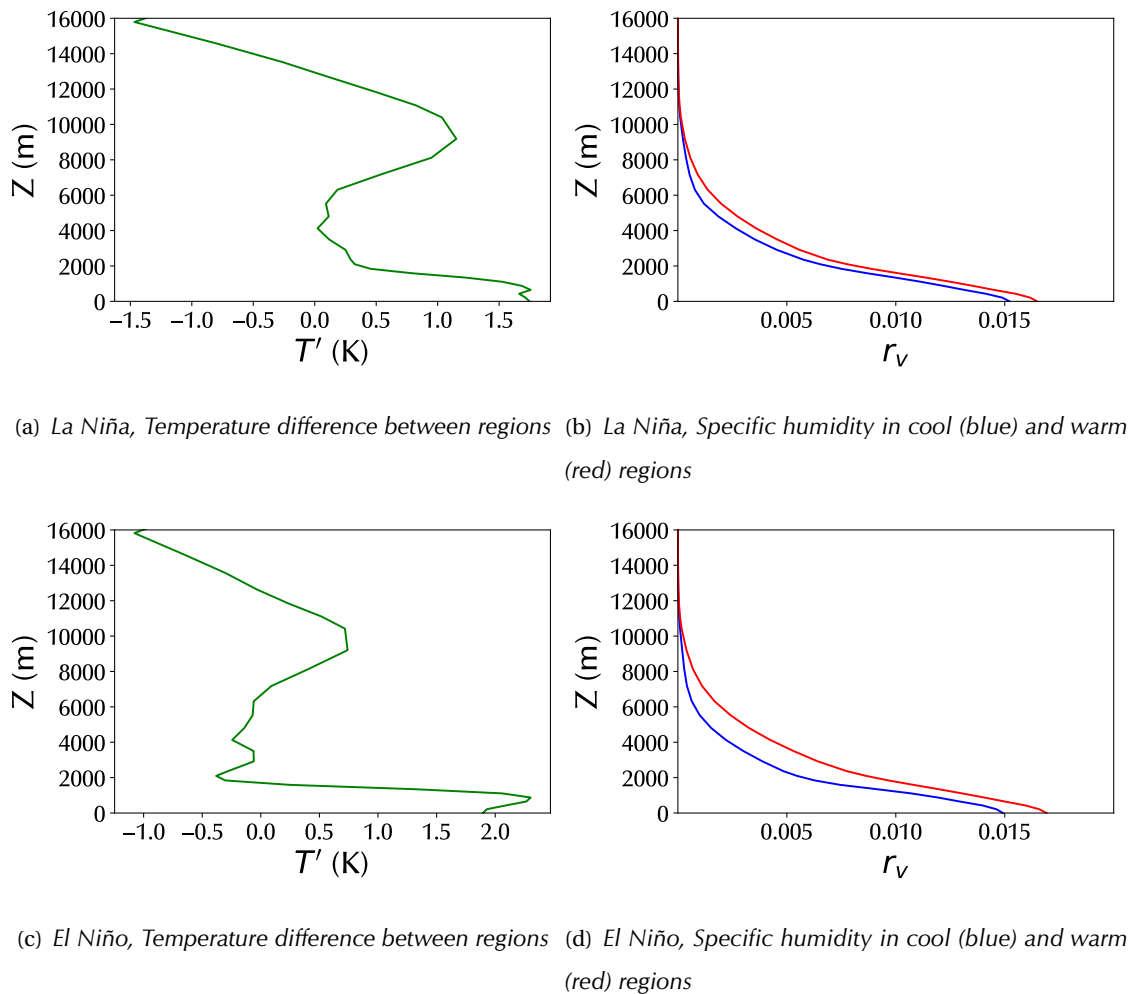 16000
14000
12000
10000
8000
6000
4000
2000
0
Z (m)
−1.5 −1.0 −0.5 0.0 0.5 1.0 1.5
T′ (K)
16000
14000
12000
10000
8000
6000
4000
2000
0
Z (m)
0.005 0.010 0.015
r_v
(a) La Niña, Temperature difference between regions
(b) La Niña, Specific humidity in cool (blue) and warm
(red) regions
16000
14000
12000
10000
8000
6000
4000
2000
0
Z (m)
−1.0 −0.5 0.0 0.5 1.0 1.5 2.0
T′ (K)
16000
14000
12000
10000
8000
6000
4000
2000
0
Z (m)
0.005 0.010 0.015
r_v
(c) El Niño, Temperature difference between regions
(d) El Niño, Specific humidity in cool (blue) and warm
(red) regions